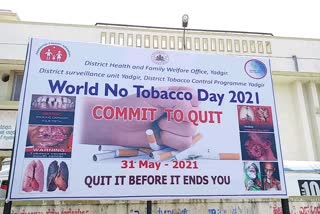 District Health and Family Welfare Office, Yadgir.
District surveillance unit Yadgir, District Tobacco Control Programme Yadgir
World No Tobacco Day 2021
COMMIT TO QUIT
WARNING
31 May - 2021
QUIT IT BEFORE IT ENDS YOU